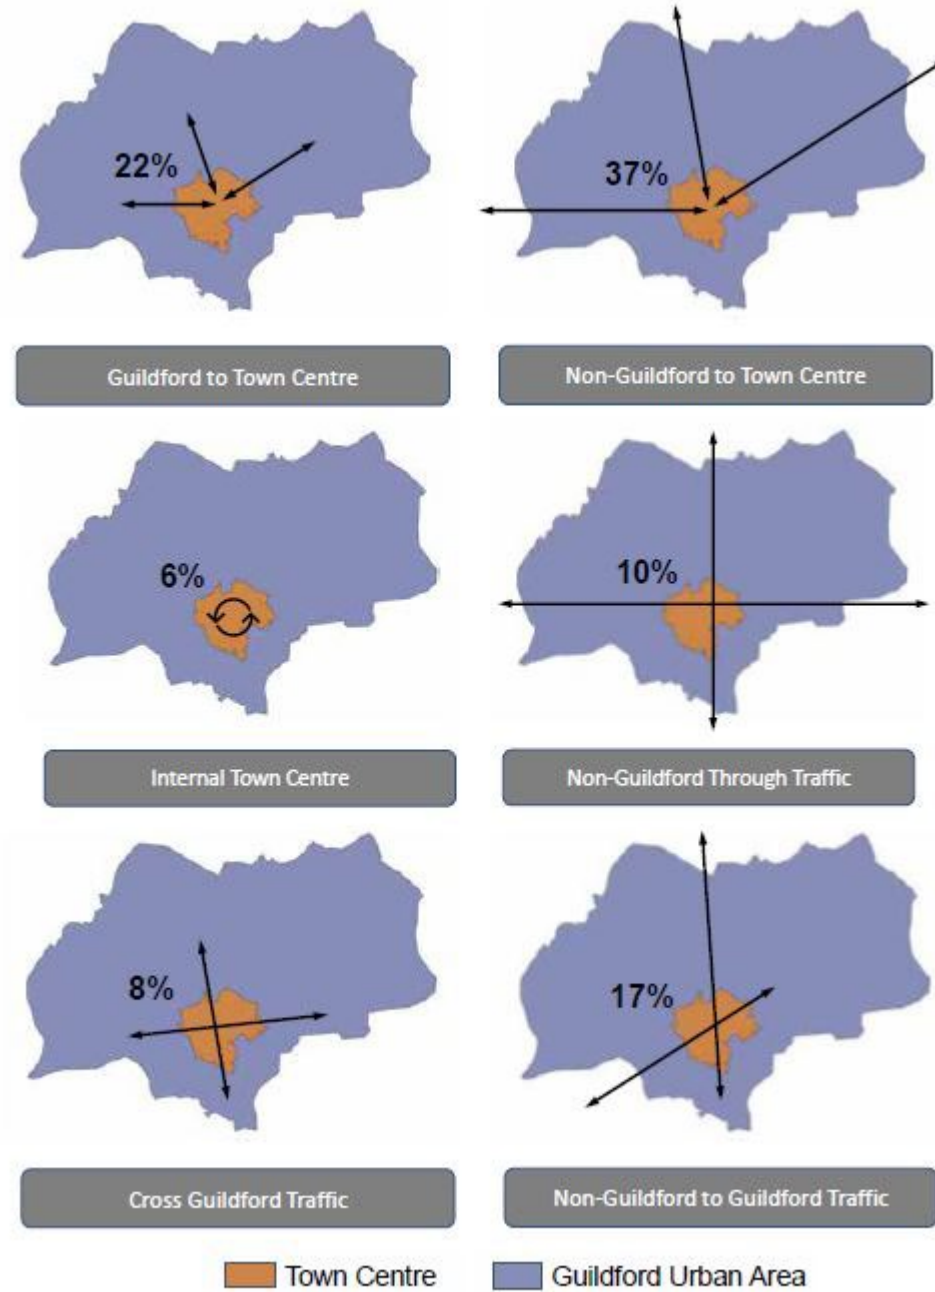 22%
37%
Guildford to Town Centre
Non-Guildford to Town Centre
6%
10%
Internal Town Centre
Non-Guildford Through Traffic
8%
17%
Cross Guildford Traffic
Non-Guildford to Guildford Traffic
Town Centre
Guildford Urban Area